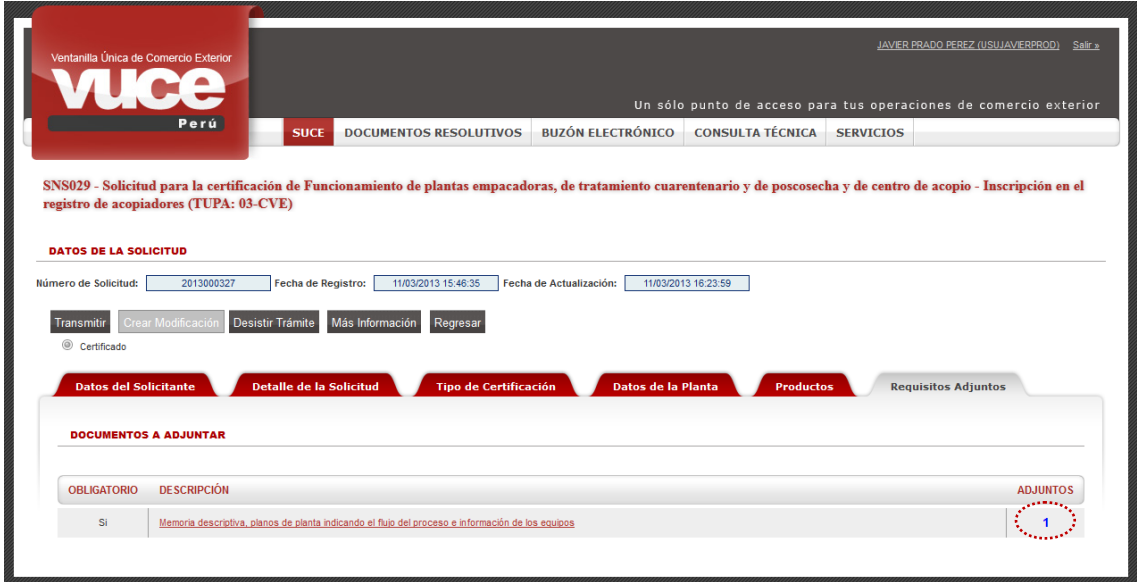 JAVIER PRADO PEREZ (USUJAVIERPROD) Salir »
Ventanilla Única de Comercio Exterior
vuce
Perú
Un sólo punto de acceso para tus operaciones de comercio exterior
SUCE DOCUMENTOS RESOLUTIVOS BUZÓN ELECTRÓNICO CONSULTA TÉCNICA SERVICIOS
SNS029 - Solicitud para la certificación de Funcionamiento de plantas empacadoras, de tratamiento cuarentenario y de poscosecha y de centro de acopio - Inscripción en el
registro de acopiadores (TUPA: 03-CVE)
DATOS DE LA SOLICITUD
Número de Solicitud: 2013000327 Fecha de Registro: 11/03/2013 15:46:35 Fecha de Actualización: 11/03/2013 16:23:59
Transmitir Crear Modificación Desistir Trámite Más Información Regresar
Certificado
Datos del Solicitante Detalle de la Solicitud Tipo de Certificación Datos de la Planta Productos Requisitos Adjuntos
DOCUMENTOS A ADJUNTAR
OBLIGATORIO DESCRIPCIÓN ADJUNTOS
Si Memoria descriptiva, planos de planta indicando el flujo del proceso e información de los equipos 1